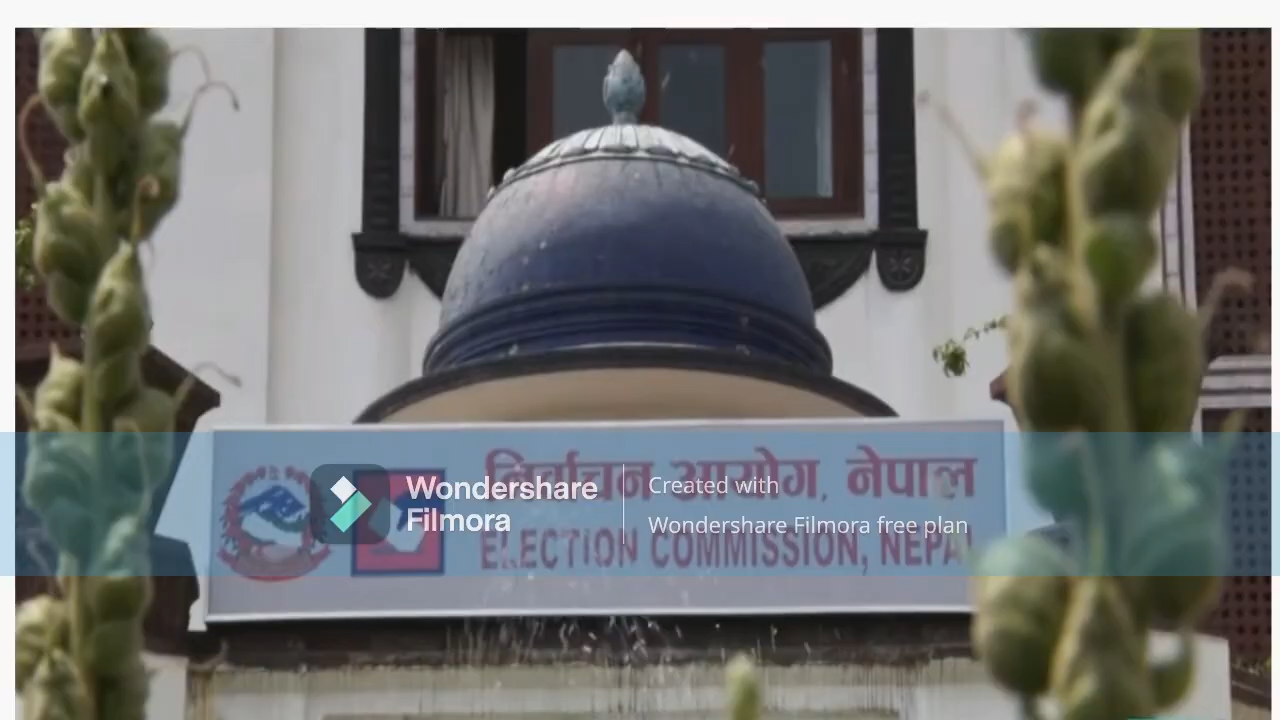 निर्वाचन आयोग, नेपाल
ELECTION COMMISSION, NEPAL
Wondershare
Filmora
Created with
Wondershare Filmora free plan